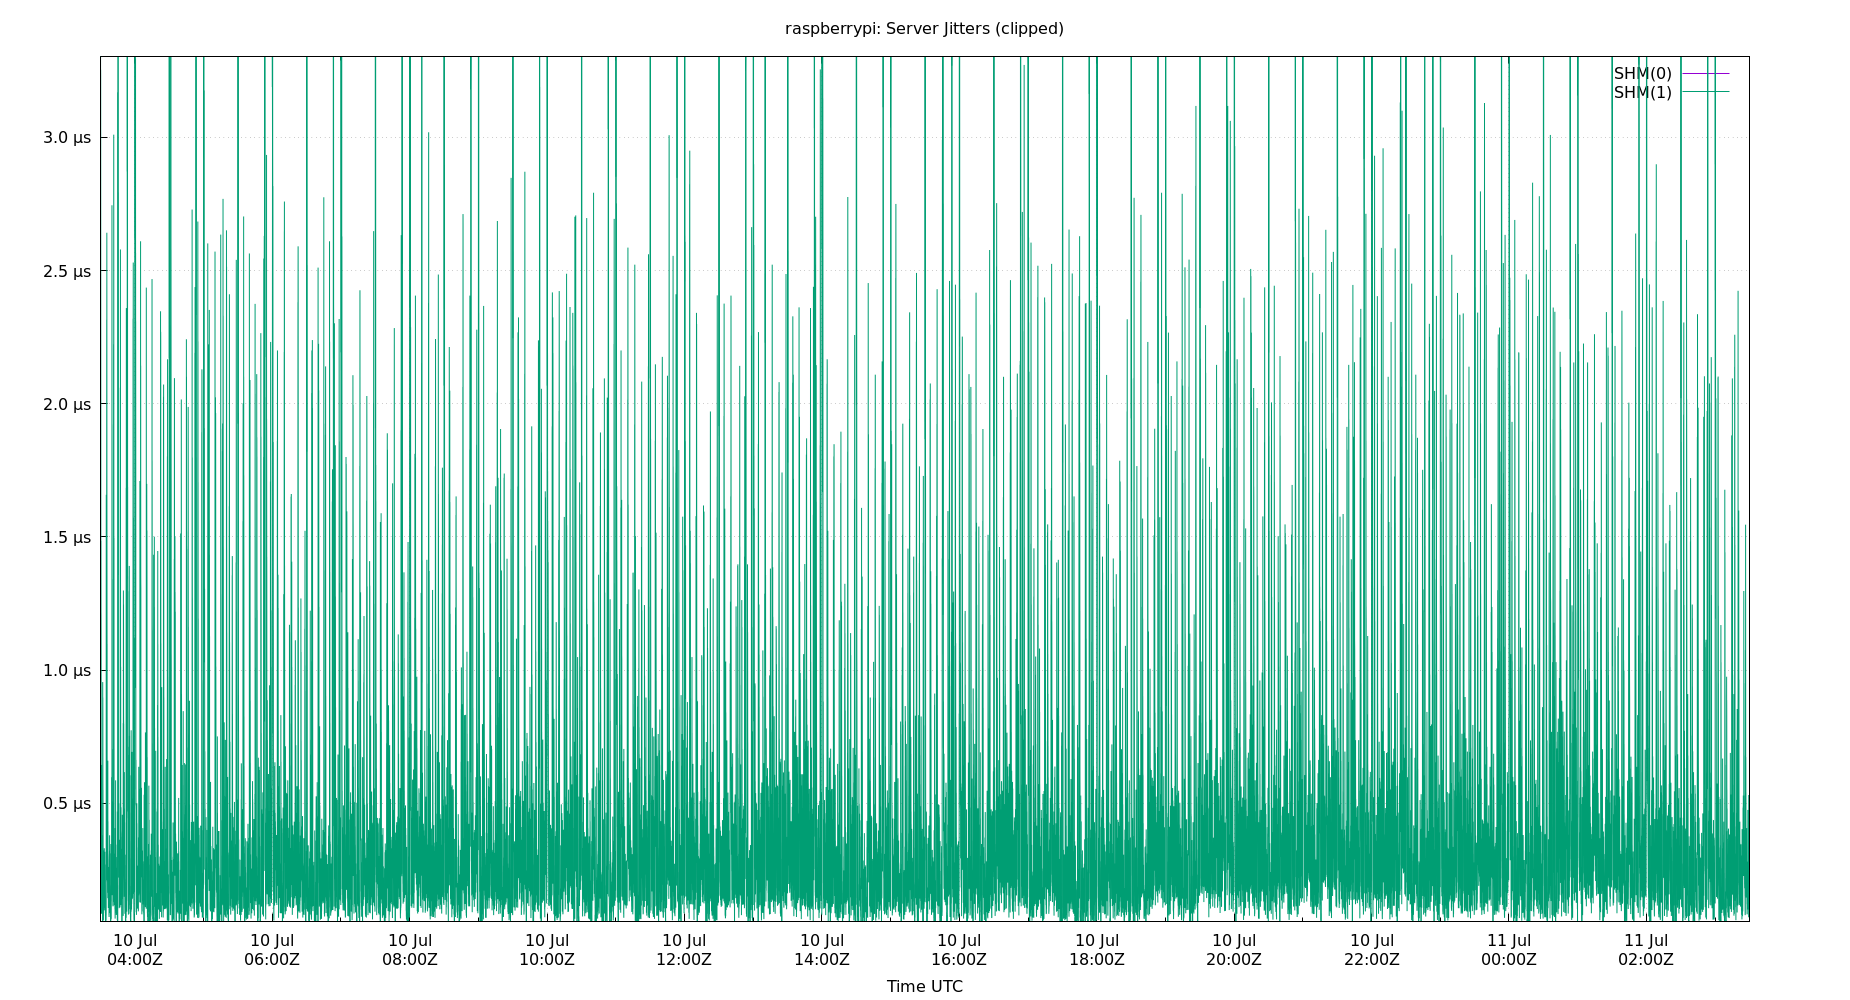 raspberrypi: Server Jitters (clipped)
SHM(0)
SHM(1)
3.0 µs
2.5 µs
2.0 µs
1.5 µs
1.0 µs
0.5 µs
10 Jul 10 Jul 10 Jul 10 Jul 10 Jul 10 Jul 10 Jul 10 Jul 10 Jul 10 Jul 11 Jul 11 Jul
04:00Z 06:00Z 08:00Z 10:00Z 12:00Z 14:00Z 16:00Z 18:00Z 20:00Z 22:00Z 00:00Z 02:00Z
Time UTC